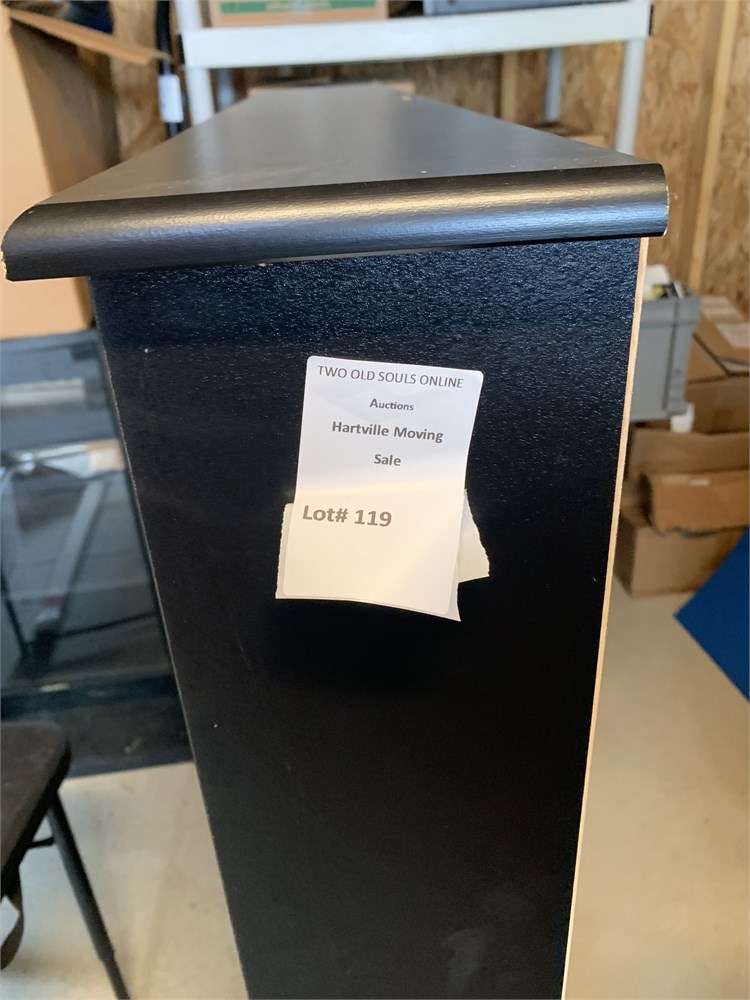 TWO OLD SOULS ONLINE
Auctions
Hartville Moving
Sale
Lot# 119